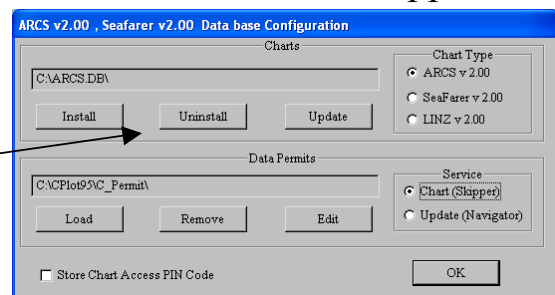 ARCS v2.00 , Seafarer v2.00 Data base Configuration
Charts
C:\ARCS.DB\
Install Uninstall Update
Chart Type
ARCS v 2.00
SeaFarer v 2.00
LINZ v 2.00
Data Permits
C:\CPlot95\C_Permit\
Load Remove Edit
Service
Chart (Skipper)
Update (Navigator)
Store Chart Access PIN Code
OK